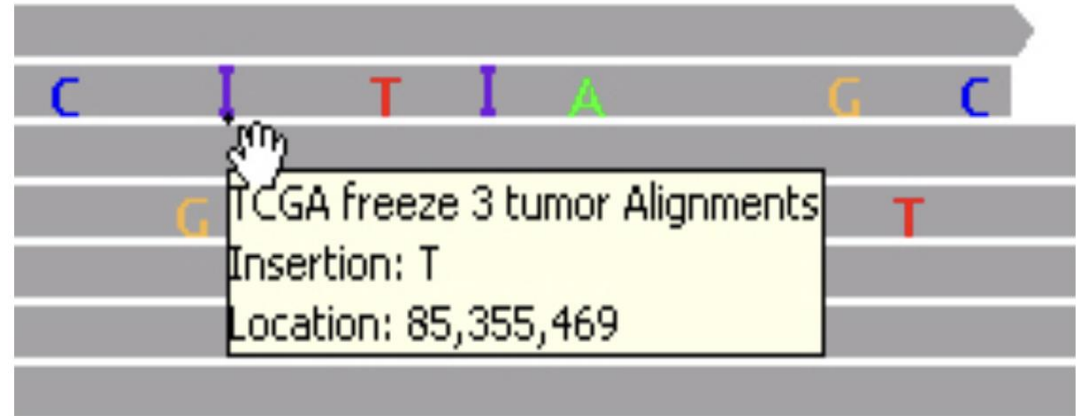 C I T I A G C
G T
TCGA freeze 3 tumor Alignments
Insertion: T
Location: 85,355,469